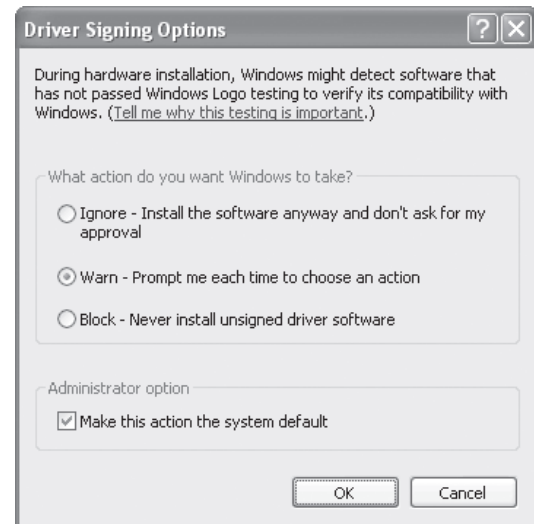 Driver Signing Options
During hardware installation, Windows might detect software that
has not passed Windows Logo testing to verify its compatibility with
Windows. (Tell me why this testing is important.)
What action do you want Windows to take?
Ignore - Install the software anyway and don't ask for my
approval
Warn - Prompt me each time to choose an action
Block - Never install unsigned driver software
Administrator option
Make this action the system default
OK
Cancel